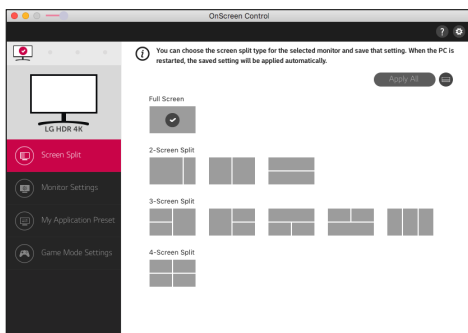 OnScreen Control
?
i
You can choose the screen split type for the selected monitor and save that setting. When the PC is
restarted, the saved setting will be applied automatically.
Apply All
LG HDR 4K
Screen Split
Monitor Settings
My Application Preset
Game Mode Settings
Full Screen
2-Screen Split
3-Screen Split
4-Screen Split